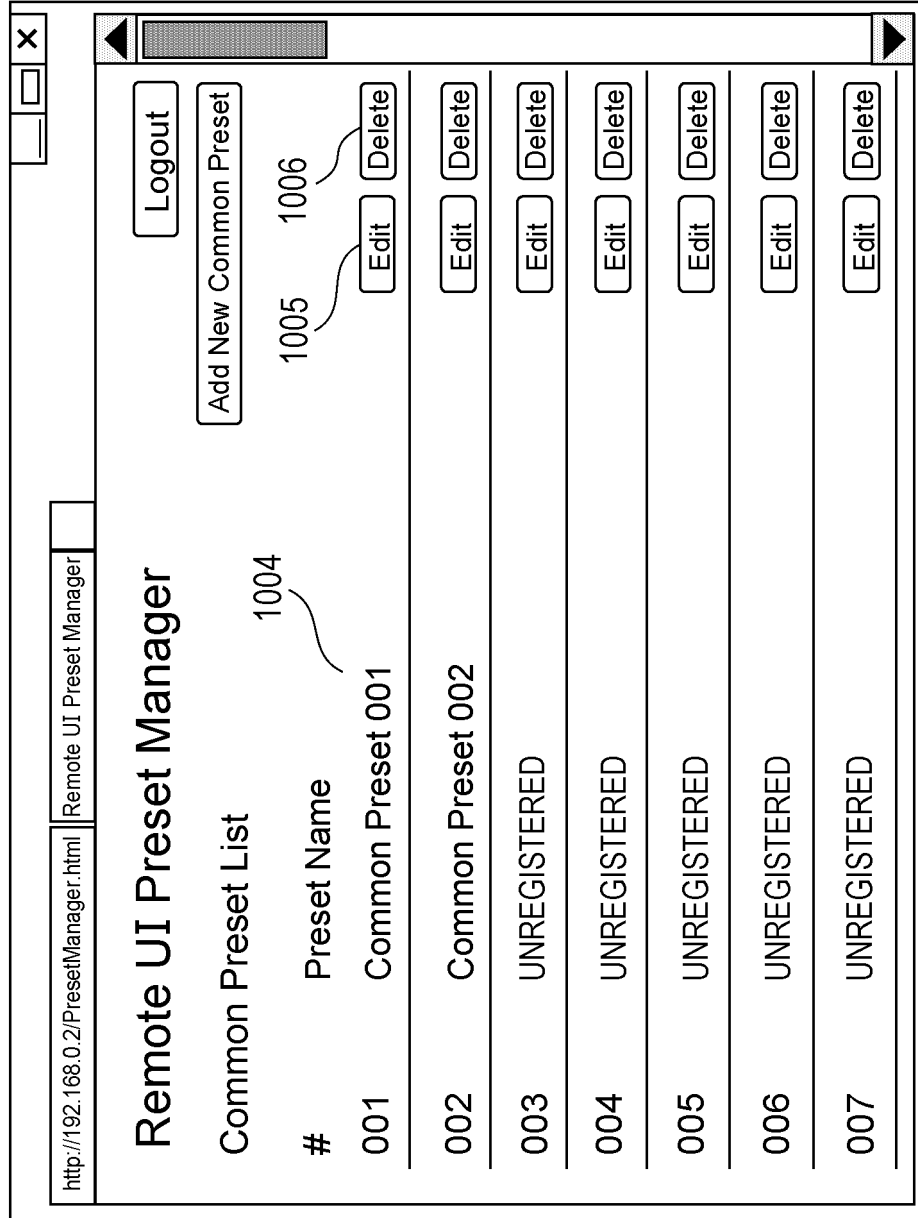 http://192.168.0.2/PresetManager.html Remote UI Preset Manager
Remote UI Preset Manager Logout
Common Preset List Add New Common Preset
1004 1005 1006
# Preset Name
001 Common Preset 001 Edit Delete
002 Common Preset 002 Edit Delete
003 UNREGISTERED Edit Delete
004 UNREGISTERED Edit Delete
005 UNREGISTERED Edit Delete
006 UNREGISTERED Edit Delete
007 UNREGISTERED Edit Delete